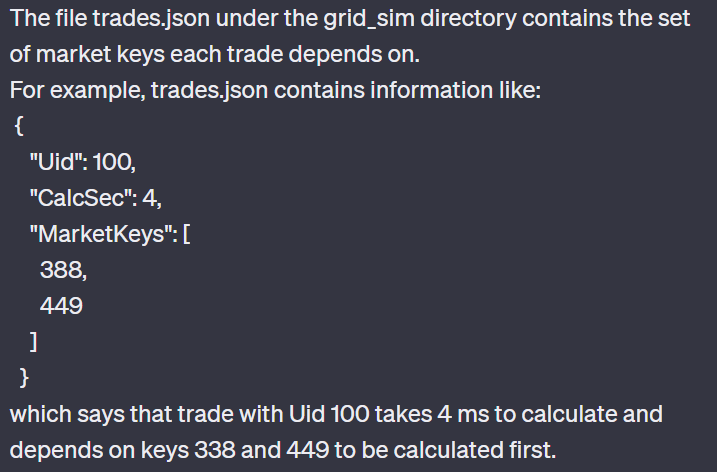 The file trades.json under the grid_sim directory contains the set
of market keys each trade depends on.
For example, trades.json contains information like:
{
"Uid": 100,
"CalcSec": 4,
"MarketKeys": [
388,
449
]
}
which says that trade with Uid 100 takes 4 ms to calculate and
depends on keys 338 and 449 to be calculated first.